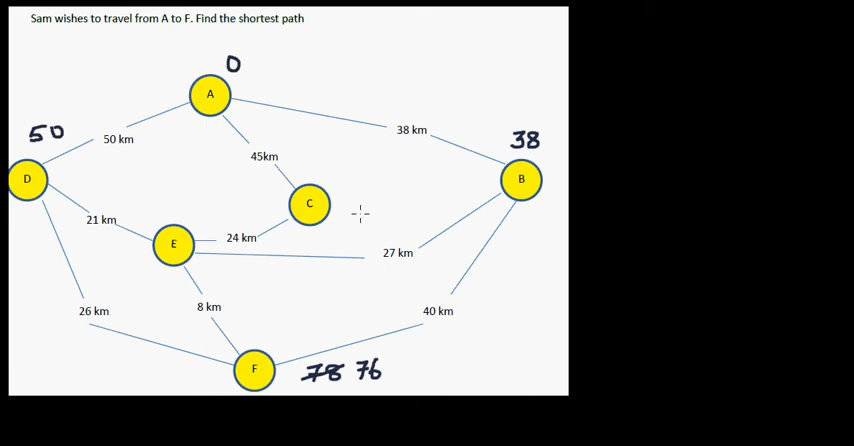 Sam wishes to travel from A to F. Find the shortest path
0
A
50
50 km
38 km
38
45km
D
B
C
21 km
E
24 km
27 km
26 km
8 km
40 km
F
78 76